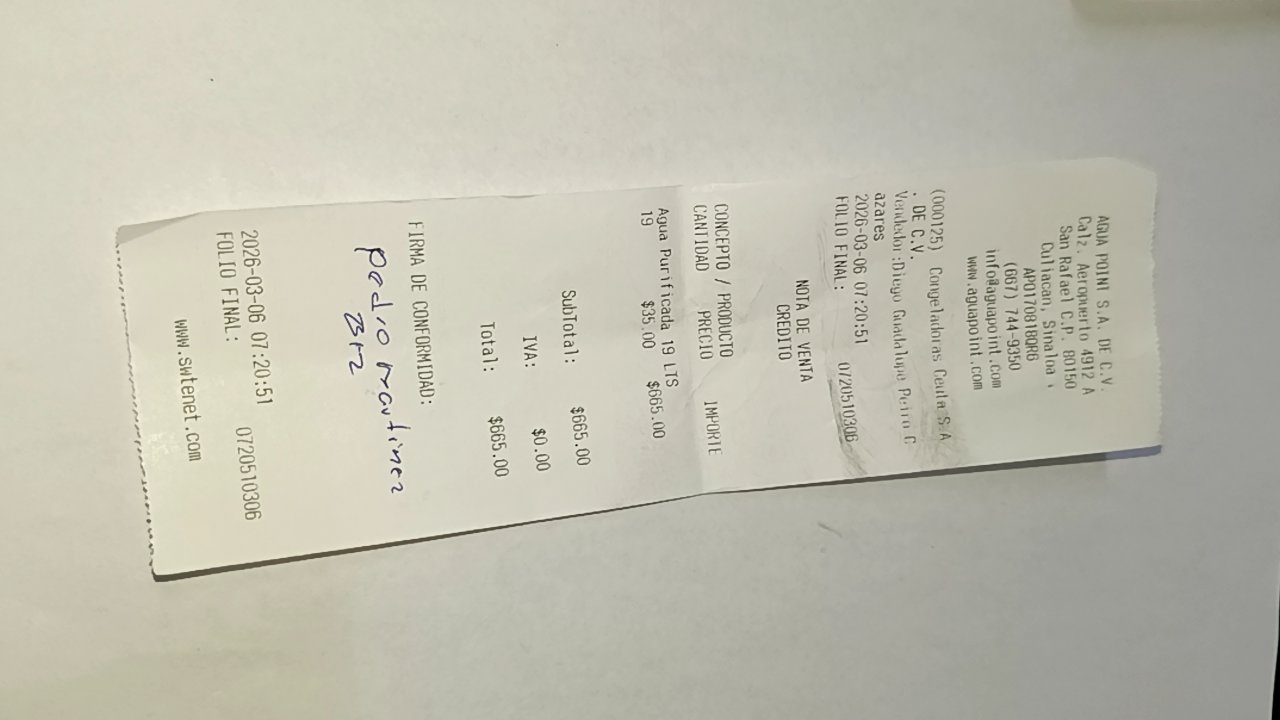 AGUA POINT S.A. DE C.V.
Calz. Aeropuerto 4912 A
San Rafael C.P. 80150
Culiacan, Sinaloa ,
APO170818QR6
(667) 744-9350
info@aguapoint.com
www.aguapoint.com
(000125) Congeladoras Ceuta S.A
. DE C.V.
Vendedor:Diego Guadalupe Peiro C
azares
2026-03-06 07:20:51
FOLIO FINAL: 0720510306
NOTA DE VENTA
CREDITO
CONCEPTO / PRODUCTO
CANTIDAD PRECIO IMPORTE
Agua Purificada 19 LTS
19 $35.00 $665.00
SubTotal: $665.00
IVA: $0.00
Total: $665.00
FIRMA DE CONFORMIDAD:
pedro martinez
2026-03-06 07:20:51
FOLIO FINAL: 0720510306
www.swtenet.com